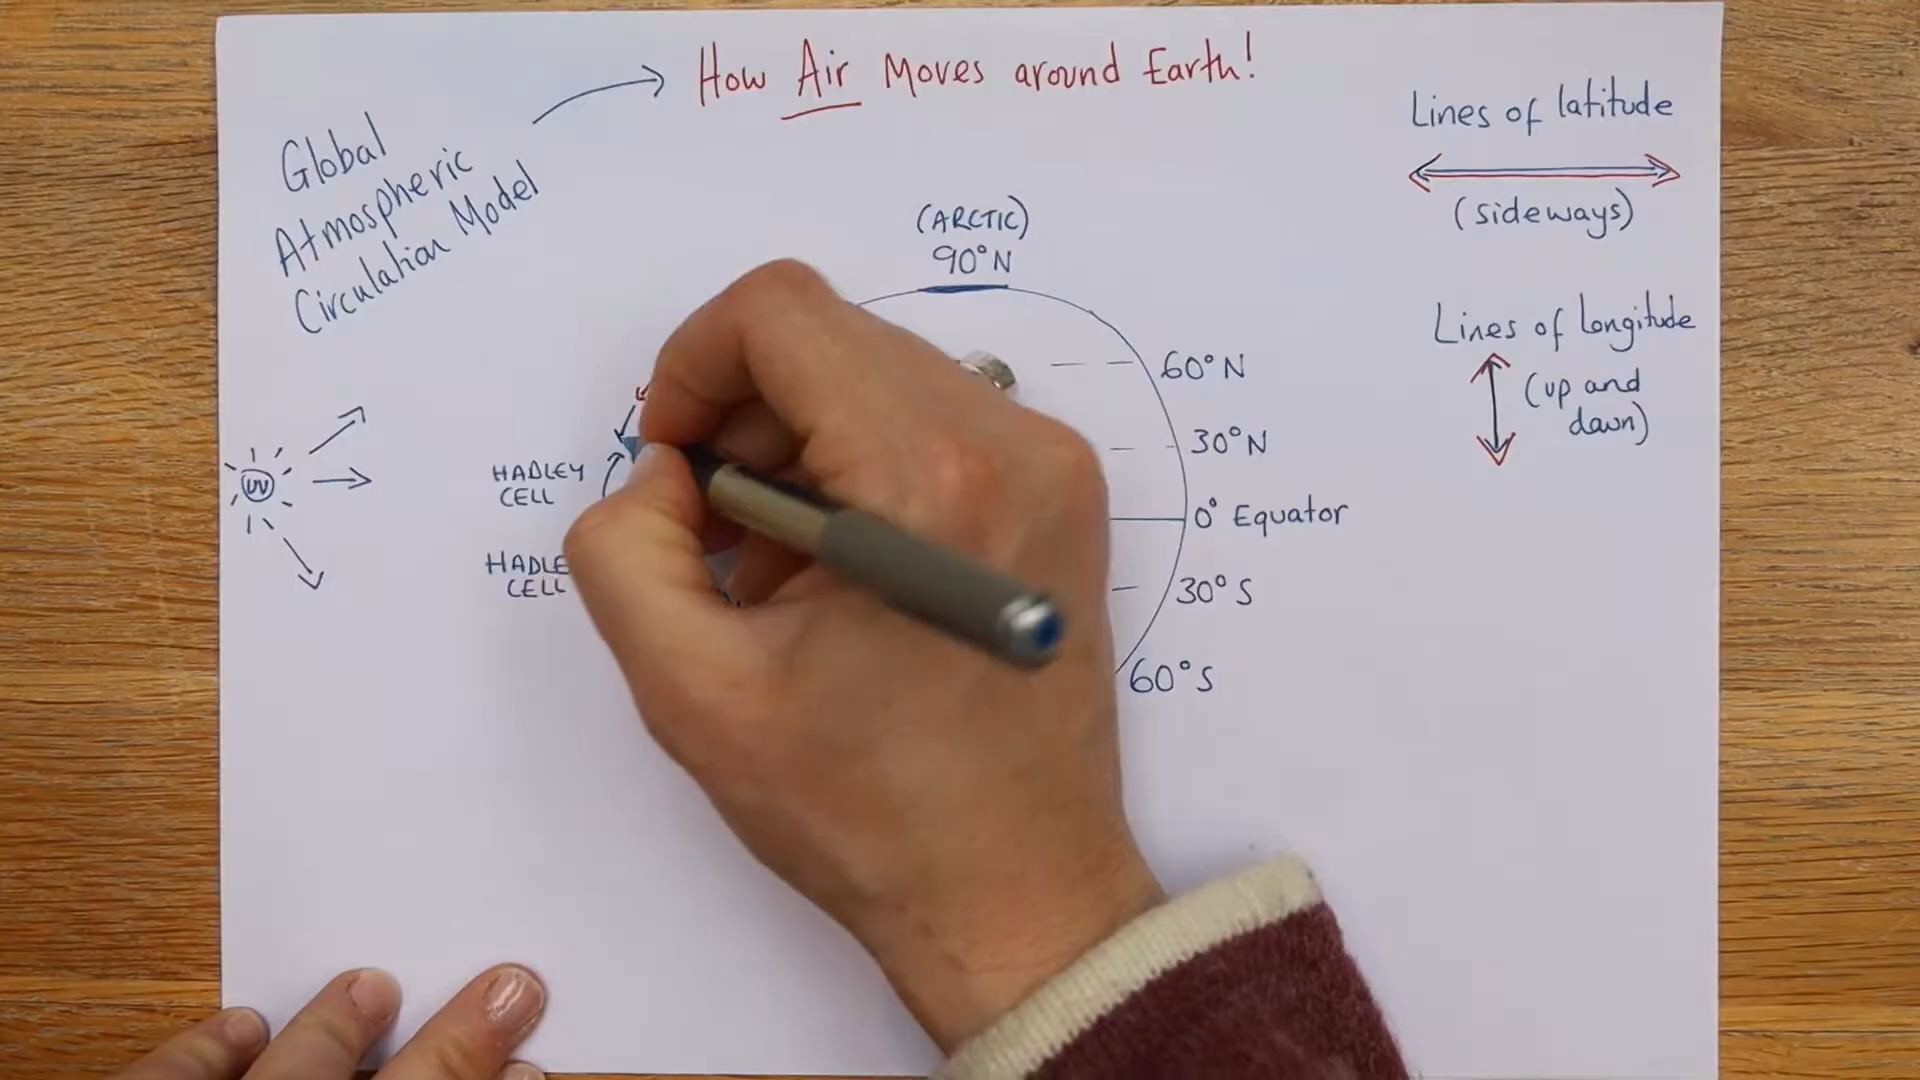 How Air Moves around Earth!
Global
Atmospheric
Circulation Model
Lines of latitude
(sideways)
(ARCTIC)
90°N
Lines of longitude
(up and
down)
60°N
30°N
UV
HADLEY
CELL
0° Equator
HADLE
CELL
30°S
60°S